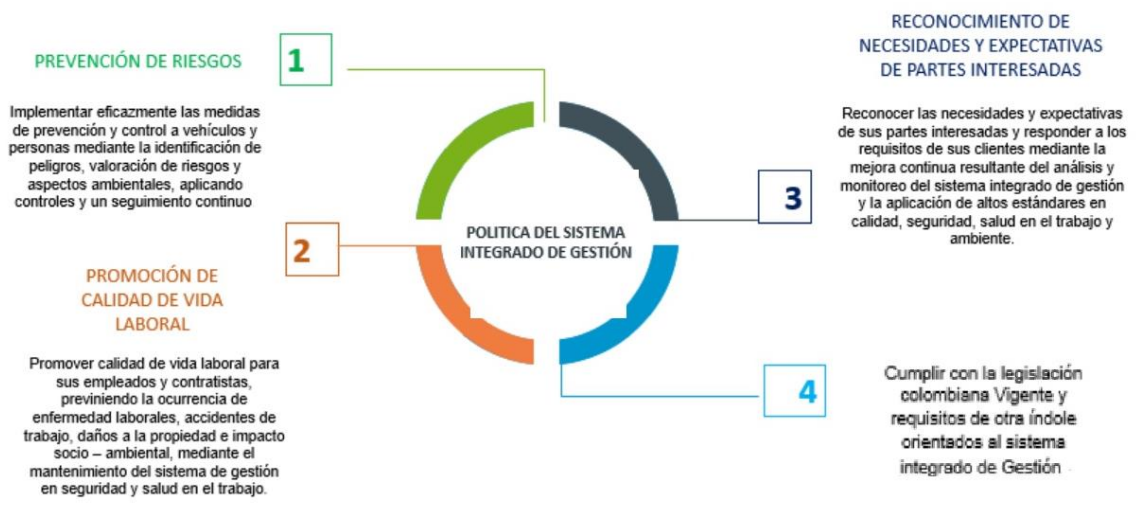 PREVENCIÓN DE RIESGOS
1
Implementar eficazmente las medidas
de prevención y control a vehículos y
personas mediante la identificación de
peligros, valoración de riesgos y
aspectos ambientales, aplicando
controles y un seguimiento continuo
2
PROMOCIÓN DE
CALIDAD DE VIDA
LABORAL
Promover calidad de vida laboral para
sus empleados y contratistas,
previniendo la ocurrencia de
enfermedad laborales, accidentes de
trabajo, daños a la propiedad e impacto
socio – ambiental, mediante el
mantenimiento del sistema de gestión
en seguridad y salud en el trabajo.
POLITICA DEL SISTEMA
INTEGRADO DE GESTIÓN
RECONOCIMIENTO DE
NECESIDADES Y EXPECTATIVAS
DE PARTES INTERESADAS
3
Reconocer las necesidades y expectativas
de sus partes interesadas y responder a los
requisitos de sus clientes mediante la
mejora continua resultante del análisis y
monitoreo del sistema integrado de gestión
y la aplicación de altos estándares en
calidad, seguridad, salud en el trabajo y
ambiente.
4
Cumplir con la legislación
colombiana Vigente y
requisitos de otra índole
orientados al sistema
integrado de Gestión